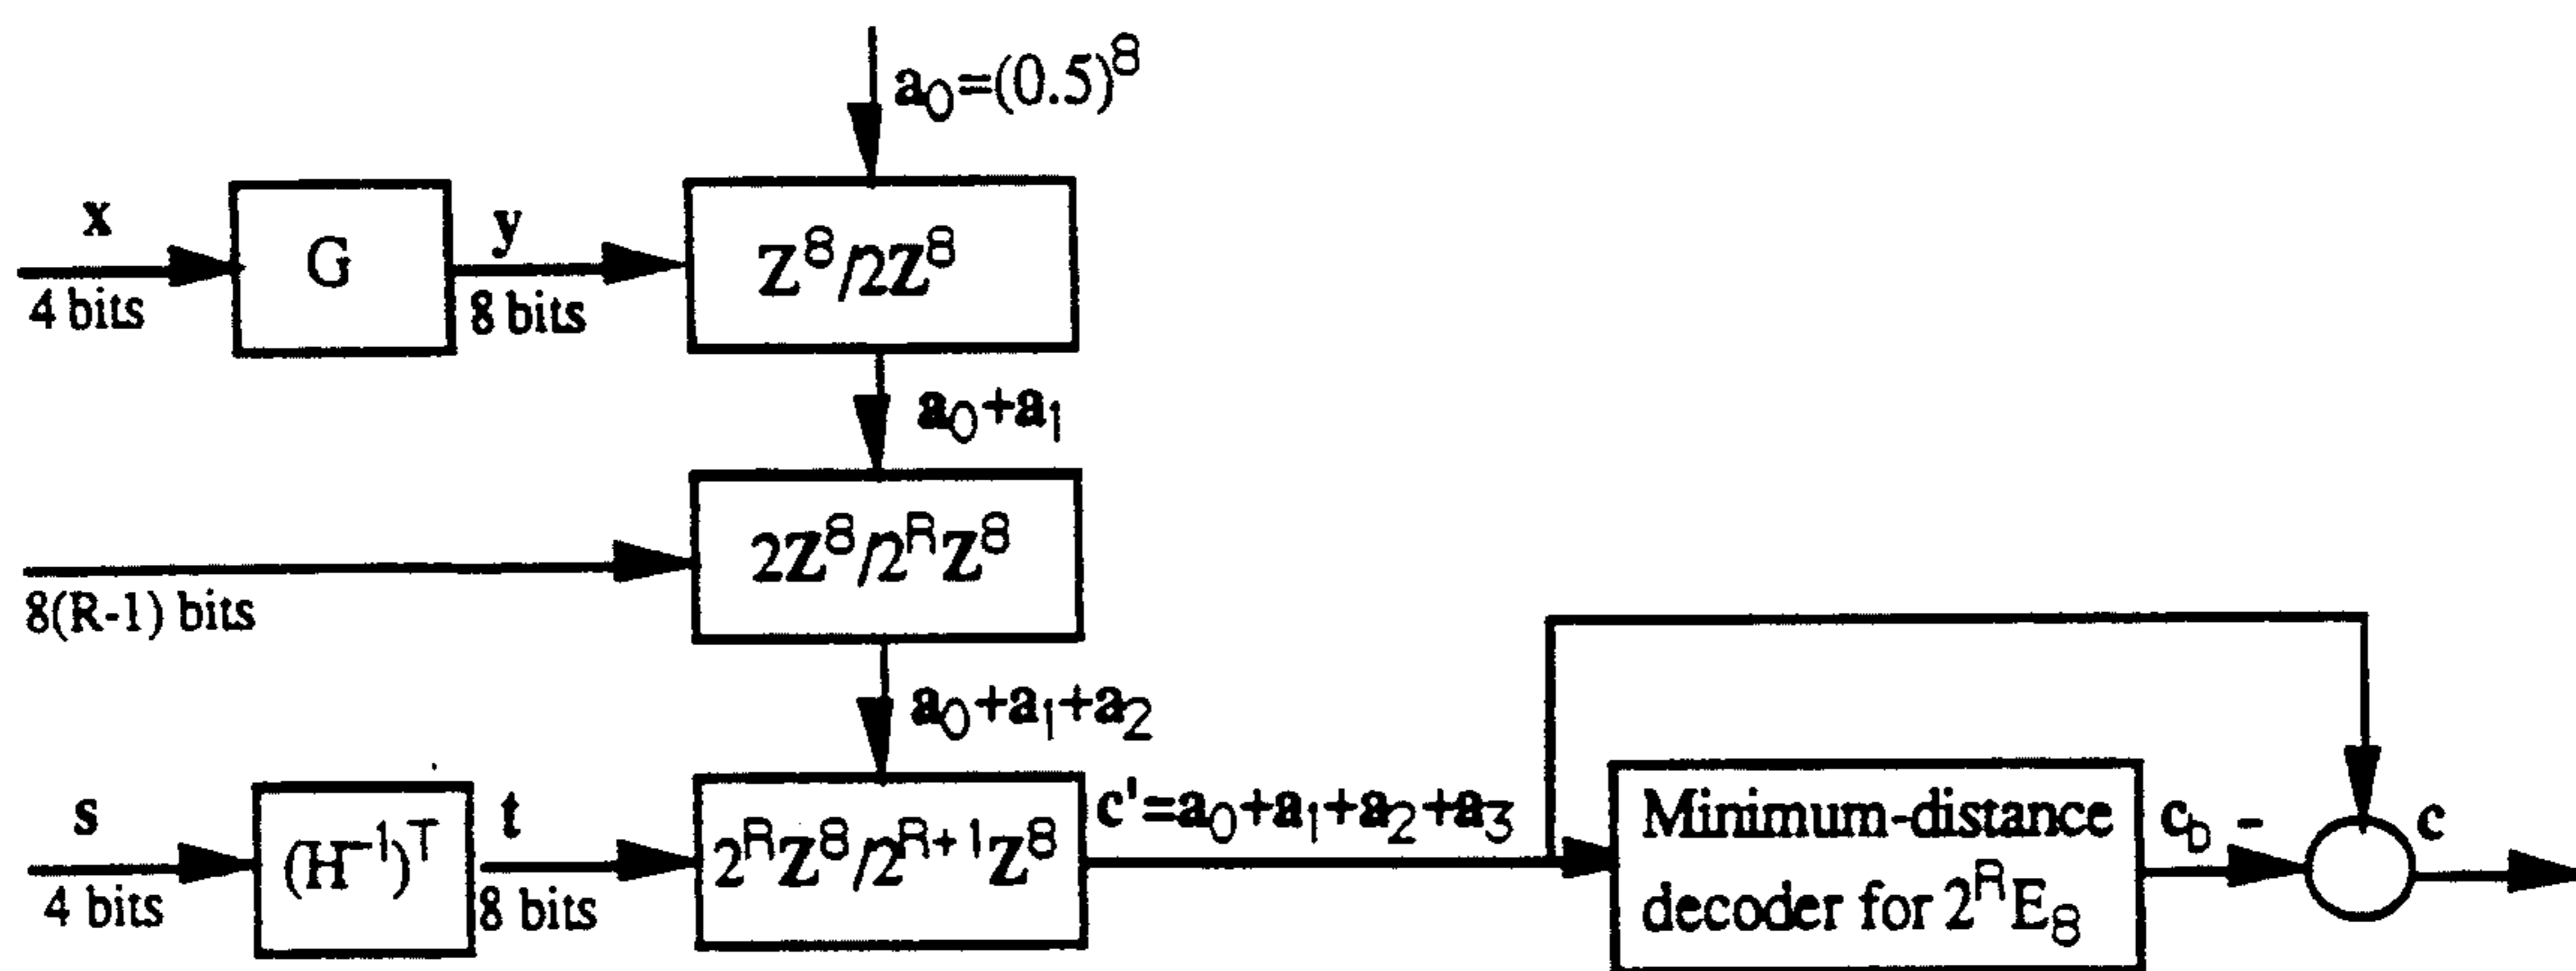 a₀=(0.5)⁸
x
4 bits
G
y
8 bits
Z⁸/2Z⁸
a₀+a₁
8(R-1) bits
2Z⁸/2ᴿZ⁸
a₀+a₁+a₂
s
4 bits
(H⁻¹)ᵀ
t
8 bits
2ᴿZ⁸/2ᴿ⁺¹Z⁸
c'=a₀+a₁+a₂+a₃
Minimum-distance
decoder for 2ᴿE₈
c_b
-
c